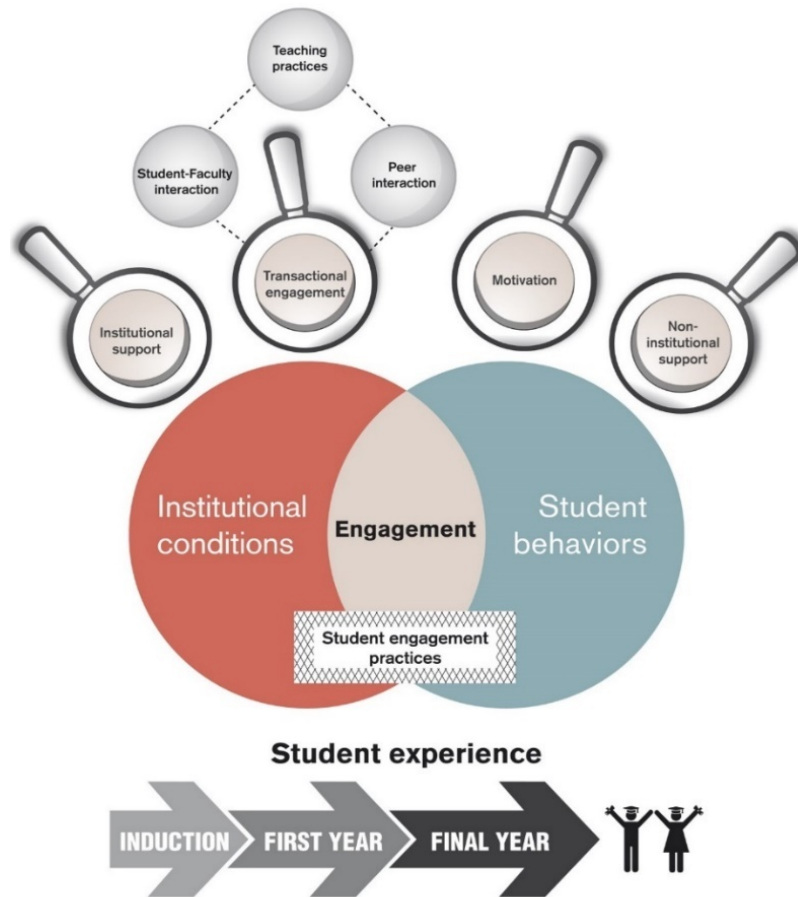 Teaching
practices
Student-Faculty
interaction
Peer
interaction
Transactional
engagement
Motivation
Institutional
support
Non-
institutional
support
Institutional
conditions
Engagement
Student
behaviors
Student engagement
practices
Student experience
INDUCTION
FIRST YEAR
FINAL YEAR